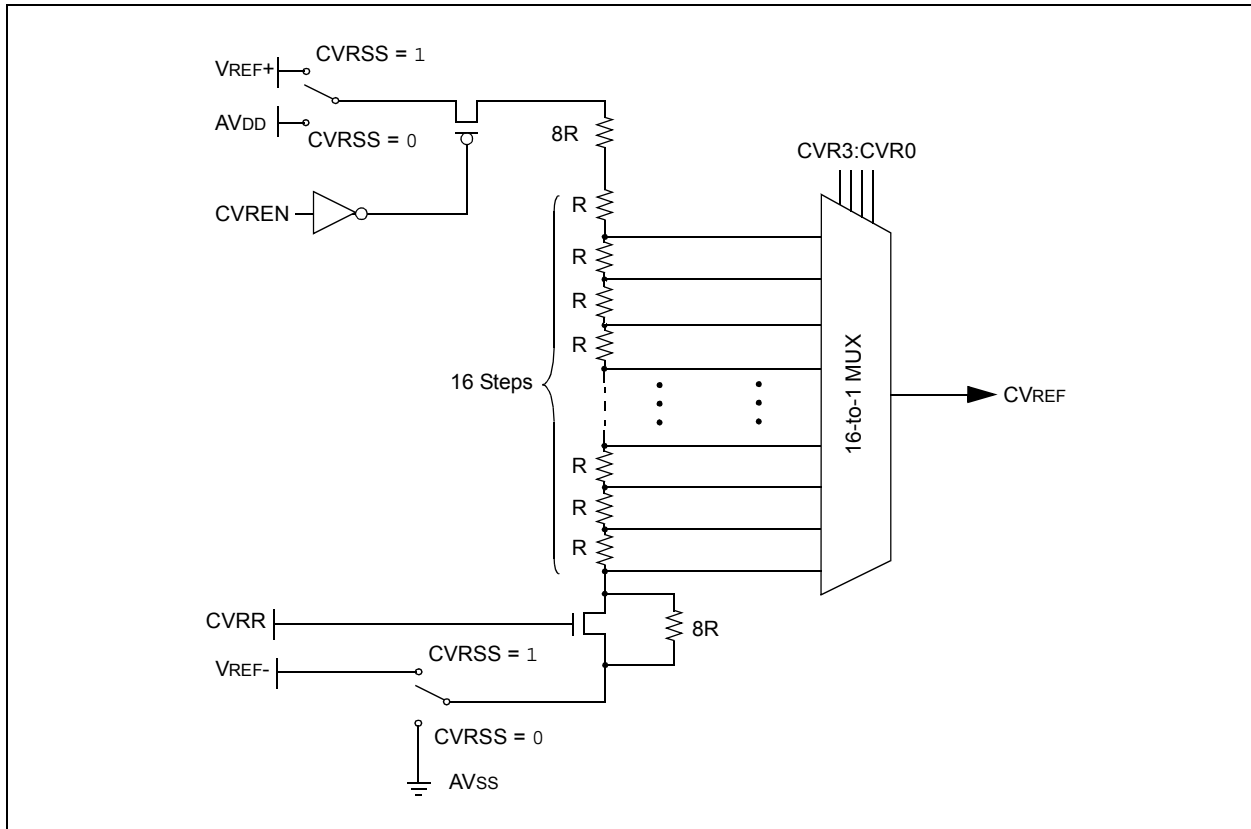 VREF+
CVRSS = 1
AVDD
CVRSS = 0
8R
CVREN
CVR3:CVR0
R
R
R
R
16 Steps
16-to-1 MUX
CVREF
R
R
R
CVRR
8R
VREF-
CVRSS = 1
CVRSS = 0
AVSS